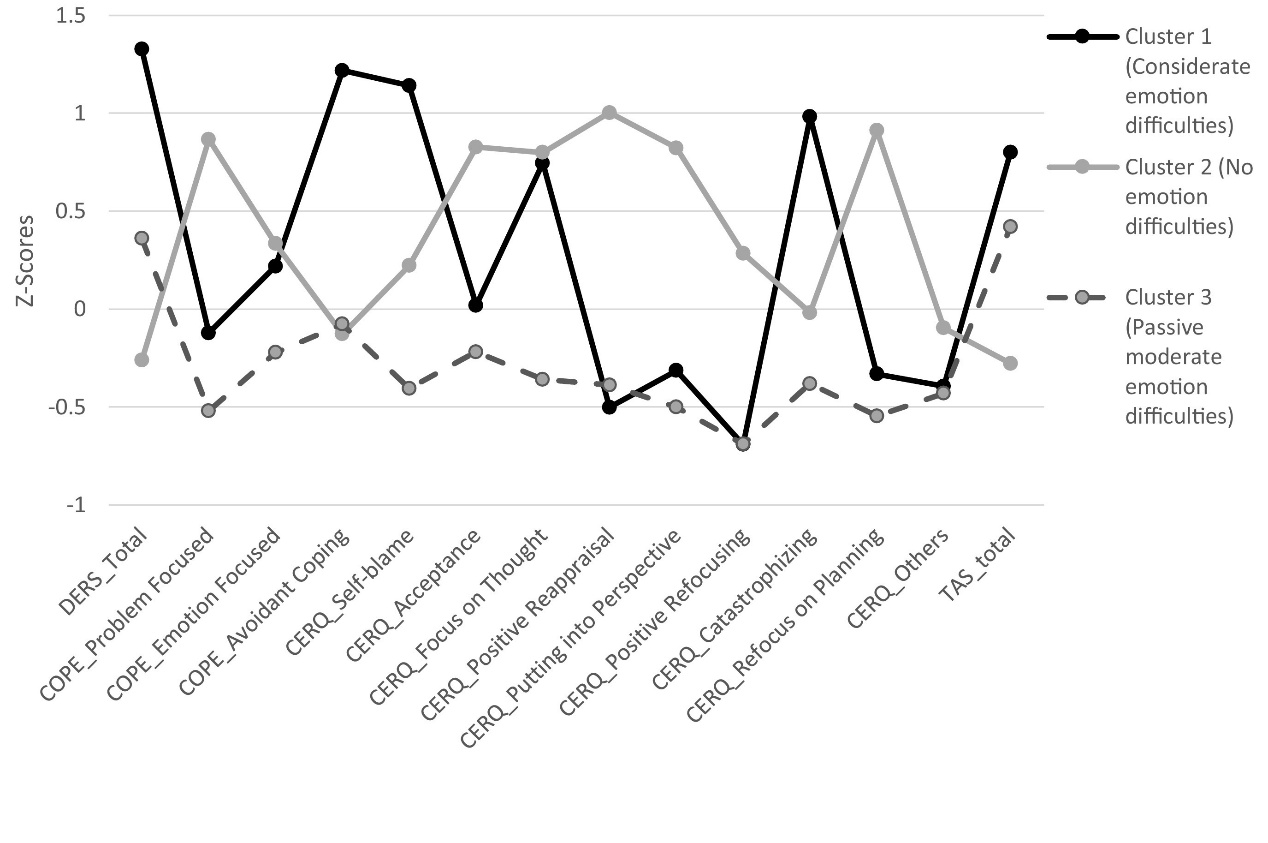 1.5
1
0.5
0
-0.5
-1
Z-Scores
DERS_Total
COPE_Problem Focused
COPE_Emotion Focused
COPE_Avoidant Coping
CERQ_Self-blame
CERQ_Acceptance
CERQ_Focus on Thought
CERQ_Positive Reappraisal
CERQ_Putting into Perspective
CERQ_Positive Refocusing
CERQ_Catastrophizing
CERQ_Refocus on Planning
CERQ_Others
TAS_total
Cluster 1
(Considerate
emotion
difficulties)
Cluster 2 (No
emotion
difficulties)
Cluster 3
(Passive
moderate
emotion
difficulties)